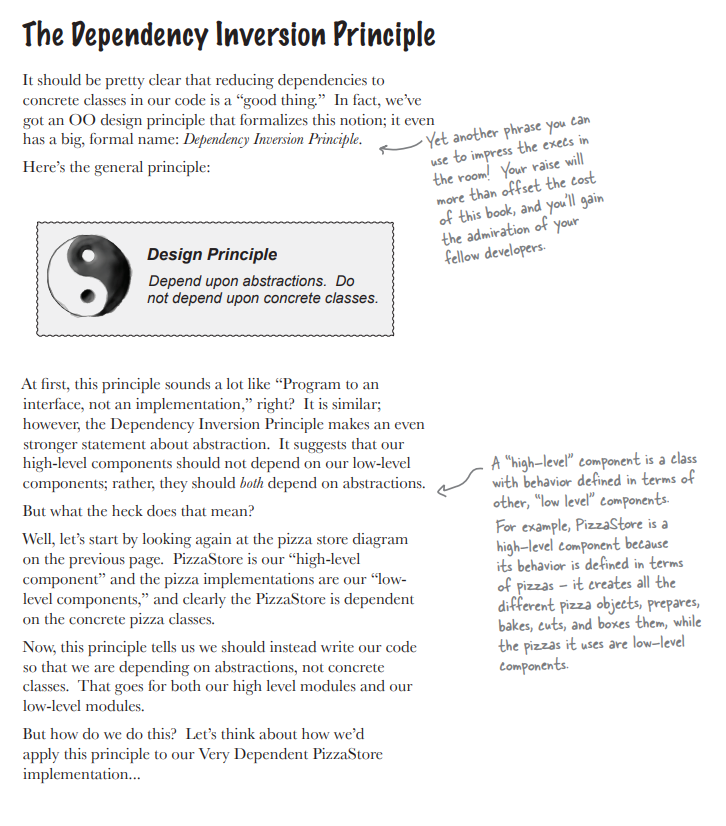 The Dependency Inversion Principle
It should be pretty clear that reducing dependencies to
concrete classes in our code is a “good thing.”  In fact, we’ve
got an OO design principle that formalizes this notion; it even
has a big, formal name: Dependency Inversion Principle.
Yet another phrase you can
use to impress the execs in
the room!  Your raise will
more than offset the cost
of this book, and you’ll gain
the admiration of your
fellow developers.
Here’s the general principle:
Design Principle
Depend upon abstractions.  Do
not depend upon concrete classes.
At first, this principle sounds a lot like “Program to an
interface, not an implementation,” right?  It is similar;
however, the Dependency Inversion Principle makes an even
stronger statement about abstraction.  It suggests that our
high-level components should not depend on our low-level
components; rather, they should both depend on abstractions.
A “high-level” component is a class
with behavior defined in terms of
other, “low level” components.
For example, PizzaStore is a
high-level component because
its behavior is defined in terms
of pizzas - it creates all the
different pizza objects, prepares,
bakes, cuts, and boxes them, while
the pizzas it uses are low-level
components.
But what the heck does that mean?
Well, let’s start by looking again at the pizza store diagram
on the previous page.  PizzaStore is our “high-level
component” and the pizza implementations are our “low-
level components,” and clearly the PizzaStore is dependent
on the concrete pizza classes.
Now, this principle tells us we should instead write our code
so that we are depending on abstractions, not concrete
classes.  That goes for both our high level modules and our
low-level modules.
But how do we do this?  Let’s think about how we’d
apply this principle to our Very Dependent PizzaStore
implementation...